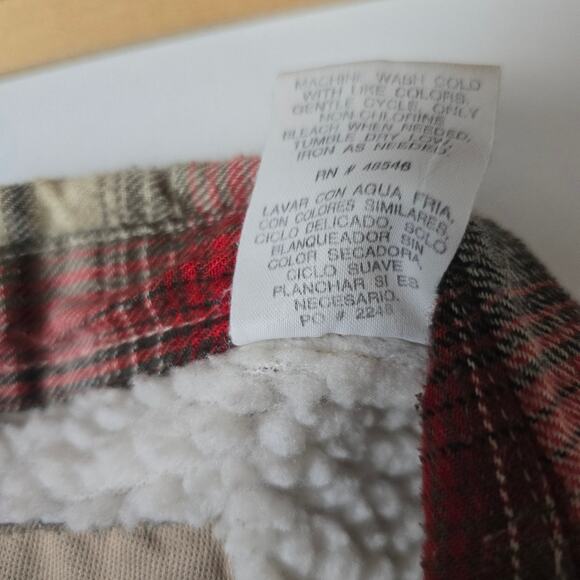 MACHINE WASH COLD
WITH LIKE COLORS,
GENTLE CYCLE. ONLY
NON-CHLORINE
BLEACH WHEN NEEDED.
TUMBLE DRY LOW.
IRON AS NEEDED.
RN # 48546
LAVAR CON AGUA FRIA,
CON COLORES SIMILARES,
CICLO DELICADO, SOLO
BLANQUEADOR SIN
COLOR SECADORA,
CICLO SUAVE
PLANCHAR SI ES
NECESARIO.
PO # 2248